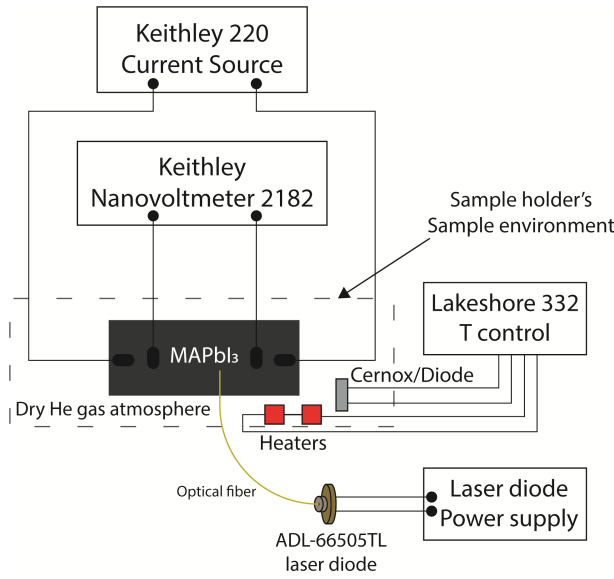 Keithley 220
Current Source
Keithley
Nanovoltmeter 2182
Sample holder's
Sample environment
Lakeshore 332
T control
MAPbI₃
Cernox/Diode
Dry He gas atmosphere
Heaters
Optical fiber
Laser diode
Power supply
ADL-66505TL
laser diode